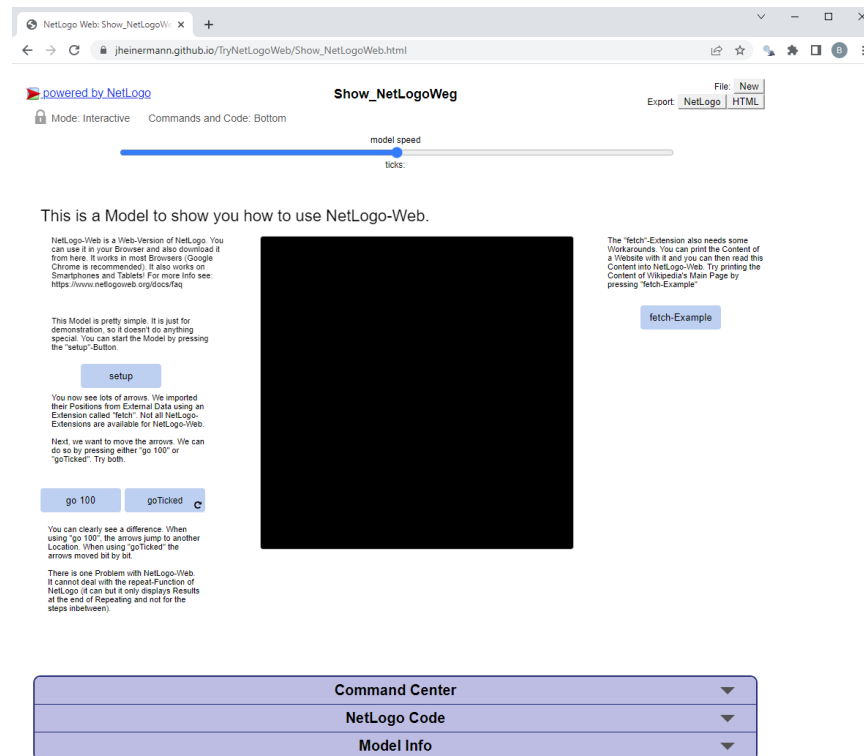 NetLogo Web: Show_NetLogoWe
jheinermann.github.io/TryNetLogoWeb/Show_NetLogoWeb.html
B
powered by NetLogo
Show_NetLogoWeg
File: New
Export: NetLogo HTML
Mode: Interactive Commands and Code: Bottom
model speed
ticks:
This is a Model to show you how to use NetLogo-Web.
NetLogo-Web is a Web-Version of NetLogo. You
can use it in your Browser and also download it
from here. It works in most Browsers (Google
Chrome is recommended). It also works on
Smartphones and Tablets! For more Info see:
https://www.netlogoweb.org/docs/faq
This Model is pretty simple. It is just for
demonstration, so it doesn't do anything
special. You can start the Model by pressing
the "setup"-Button.
setup
You now see lots of arrows. We imported
their Positions from External Data using an
Extension called "fetch". Not all NetLogo-
Extensions are available for NetLogo-Web.
Next, we want to move the arrows. We can
do so by pressing either "go 100" or
"goTicked". Try both.
go 100
goTicked
You can clearly see a difference. When
using "go 100", the arrows jump to another
Location. When using "goTicked" the
arrows moved bit by bit.
There is one Problem with NetLogo-Web.
It cannot deal with the repeat-Function of
NetLogo (it can but it only displays Results
at the end of Repeating and not for the
steps inbetween).
The "fetch"-Extension also needs some
Workarounds. You can print the Content of
a Website with it and you can then read this
Content into NetLogo-Web. Try printing the
Content of Wikipedia's Main Page by
pressing "fetch-Example"
fetch-Example
Command Center
NetLogo Code
Model Info